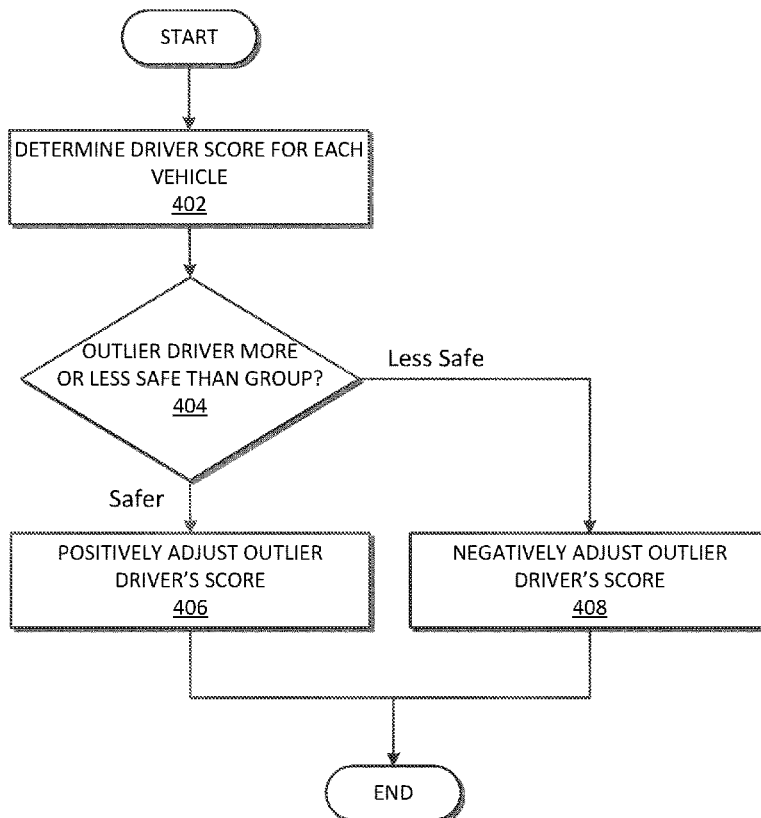 START
DETERMINE DRIVER SCORE FOR EACH
VEHICLE
402
OUTLIER DRIVER MORE
OR LESS SAFE THAN GROUP?
404
Less Safe
Safer
POSITIVELY ADJUST OUTLIER
DRIVER'S SCORE
406
NEGATIVELY ADJUST OUTLIER
DRIVER'S SCORE
408
END